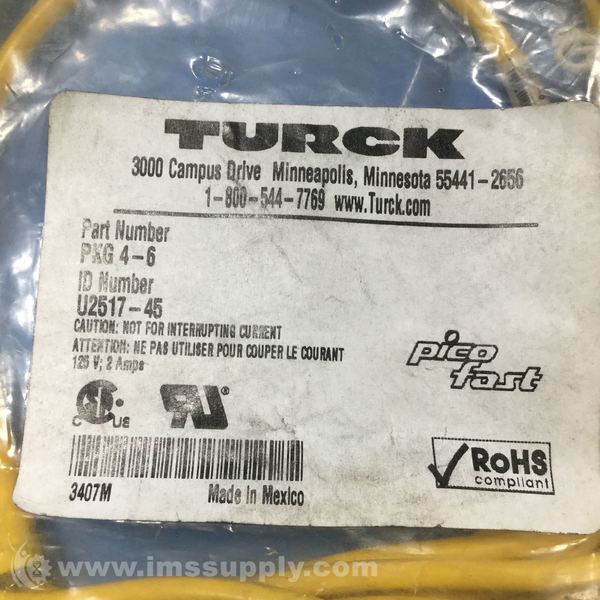 TURCK
3000 Campus Drive Minneapolis, Minnesota 55441-2656
1-800-544-7769 www.Turck.com
Part Number
PKG 4-6
ID Number
U2517-45
CAUTION: NOT FOR INTERRUPTING CURRENT
ATTENTION: NE PAS UTILISER POUR COUPER LE COURANT
125 V; 2 Amps
pico fast
C US
RU ®
RoHS
compliant
3407M
Made in Mexico
www.imssupply.com